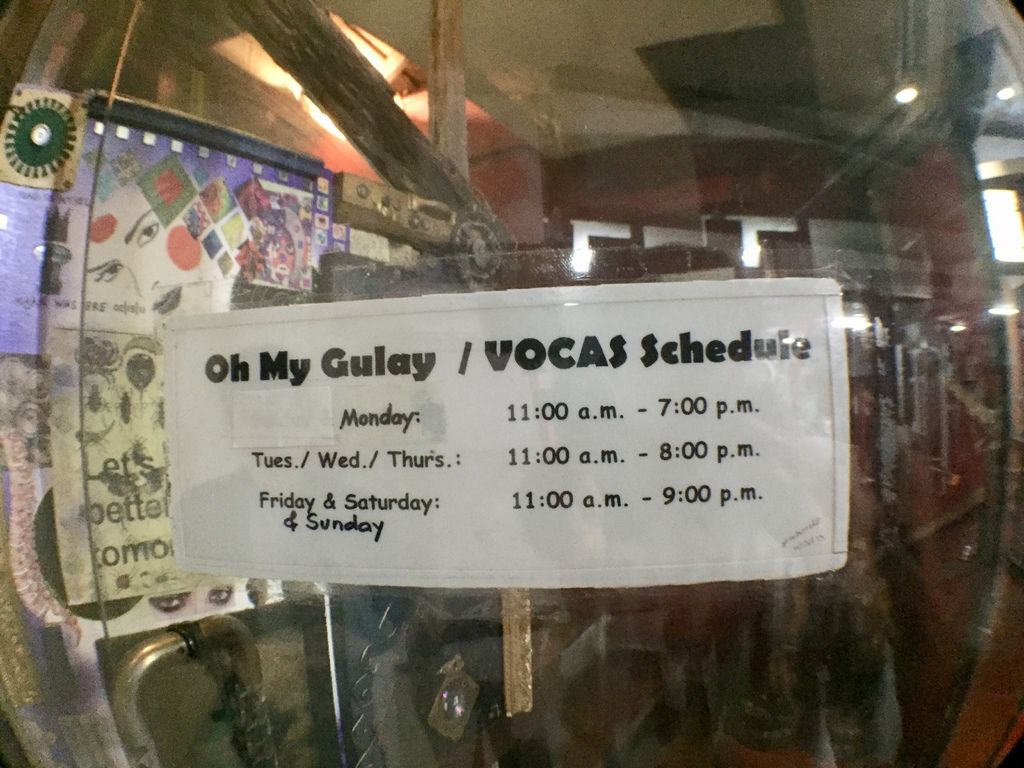 Oh My Gulay / VOCAS Schedule
Monday: 11:00 a.m. - 7:00 p.m.
Tues./ Wed./ Thurs.: 11:00 a.m. - 8:00 p.m.
Friday & Saturday: 11:00 a.m. - 9:00 p.m.
& Sunday
WAS
Let's
better
tomo